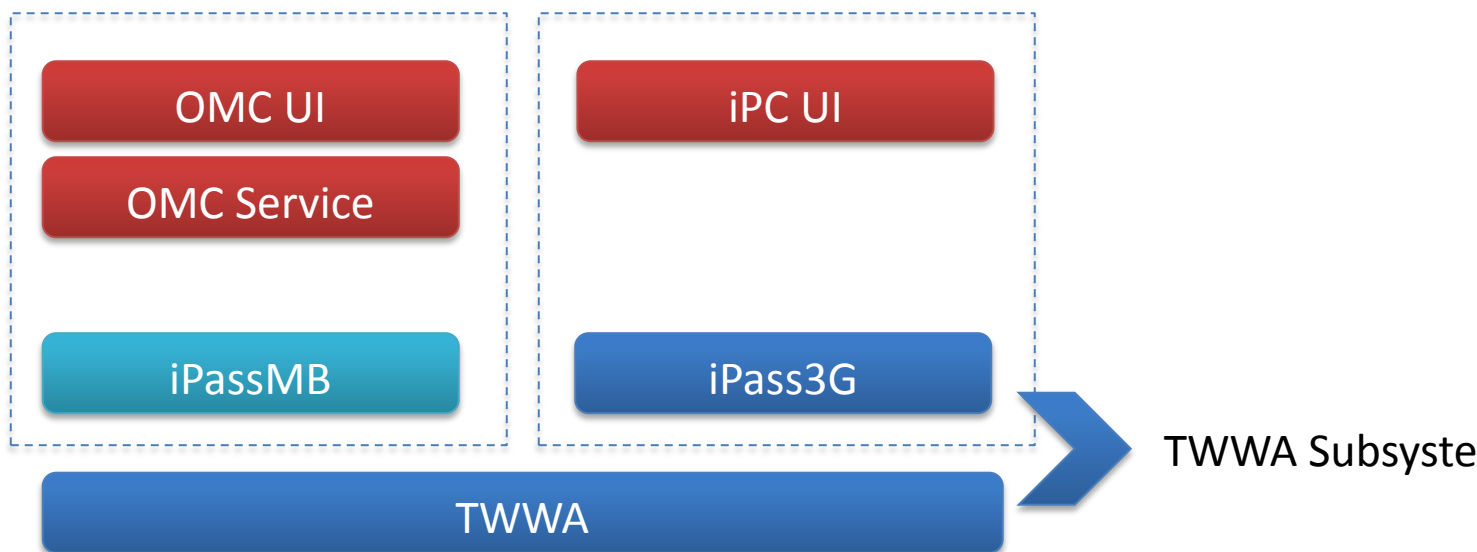 OMC UI
iPC UI
OMC Service
iPassMB
iPass3G
TWWA Subsyste
TWWA